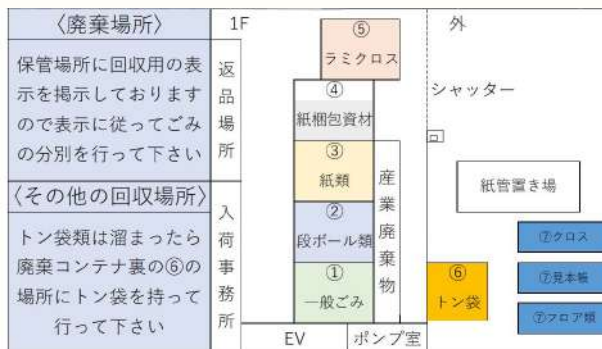 〈廃棄場所〉
保管場所に回収用の表
示を掲示しております
ので表示に従ってごみ
の分別を行って下さい
〈その他の回収場所〉
トン袋類は溜まったら
廃棄コンテナ裏の⑥の
場所にトン袋を持って
行って下さい
1F
返品場所
入荷事務所
⑤
ラミクロス
④
紙梱包資材
③
紙類
②
段ボール類
①
一般ごみ
産業廃棄物
EV
ポンプ室
外
シャッター
紙管置き場
⑥
トン袋
⑦クロス
⑦見本帳
⑦フロア類